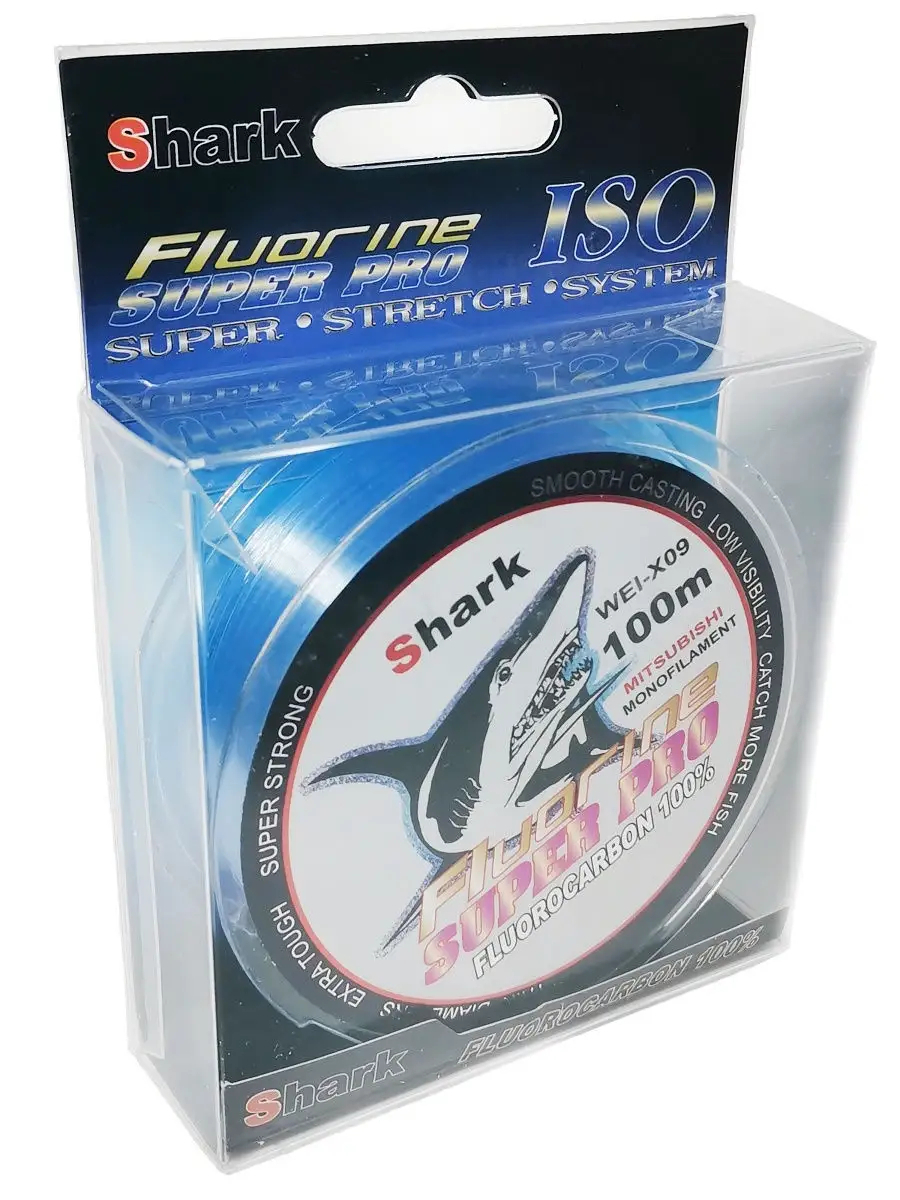 Shark
ISO
Fluorine
SUPER PRO
SUPER • STRETCH • SYSTEM
SMOOTH CASTING LOW VISIBILITY CATCH MORE FISH
SUPER STRONG
EXTRA TOUGH
Shark
WEI-X09
100m
MITSUBISHI
MONOFILAMENT
Fluorine
SUPER PRO
FLUOROCARBON 100%
Shark
FLUOROCARBON 100%